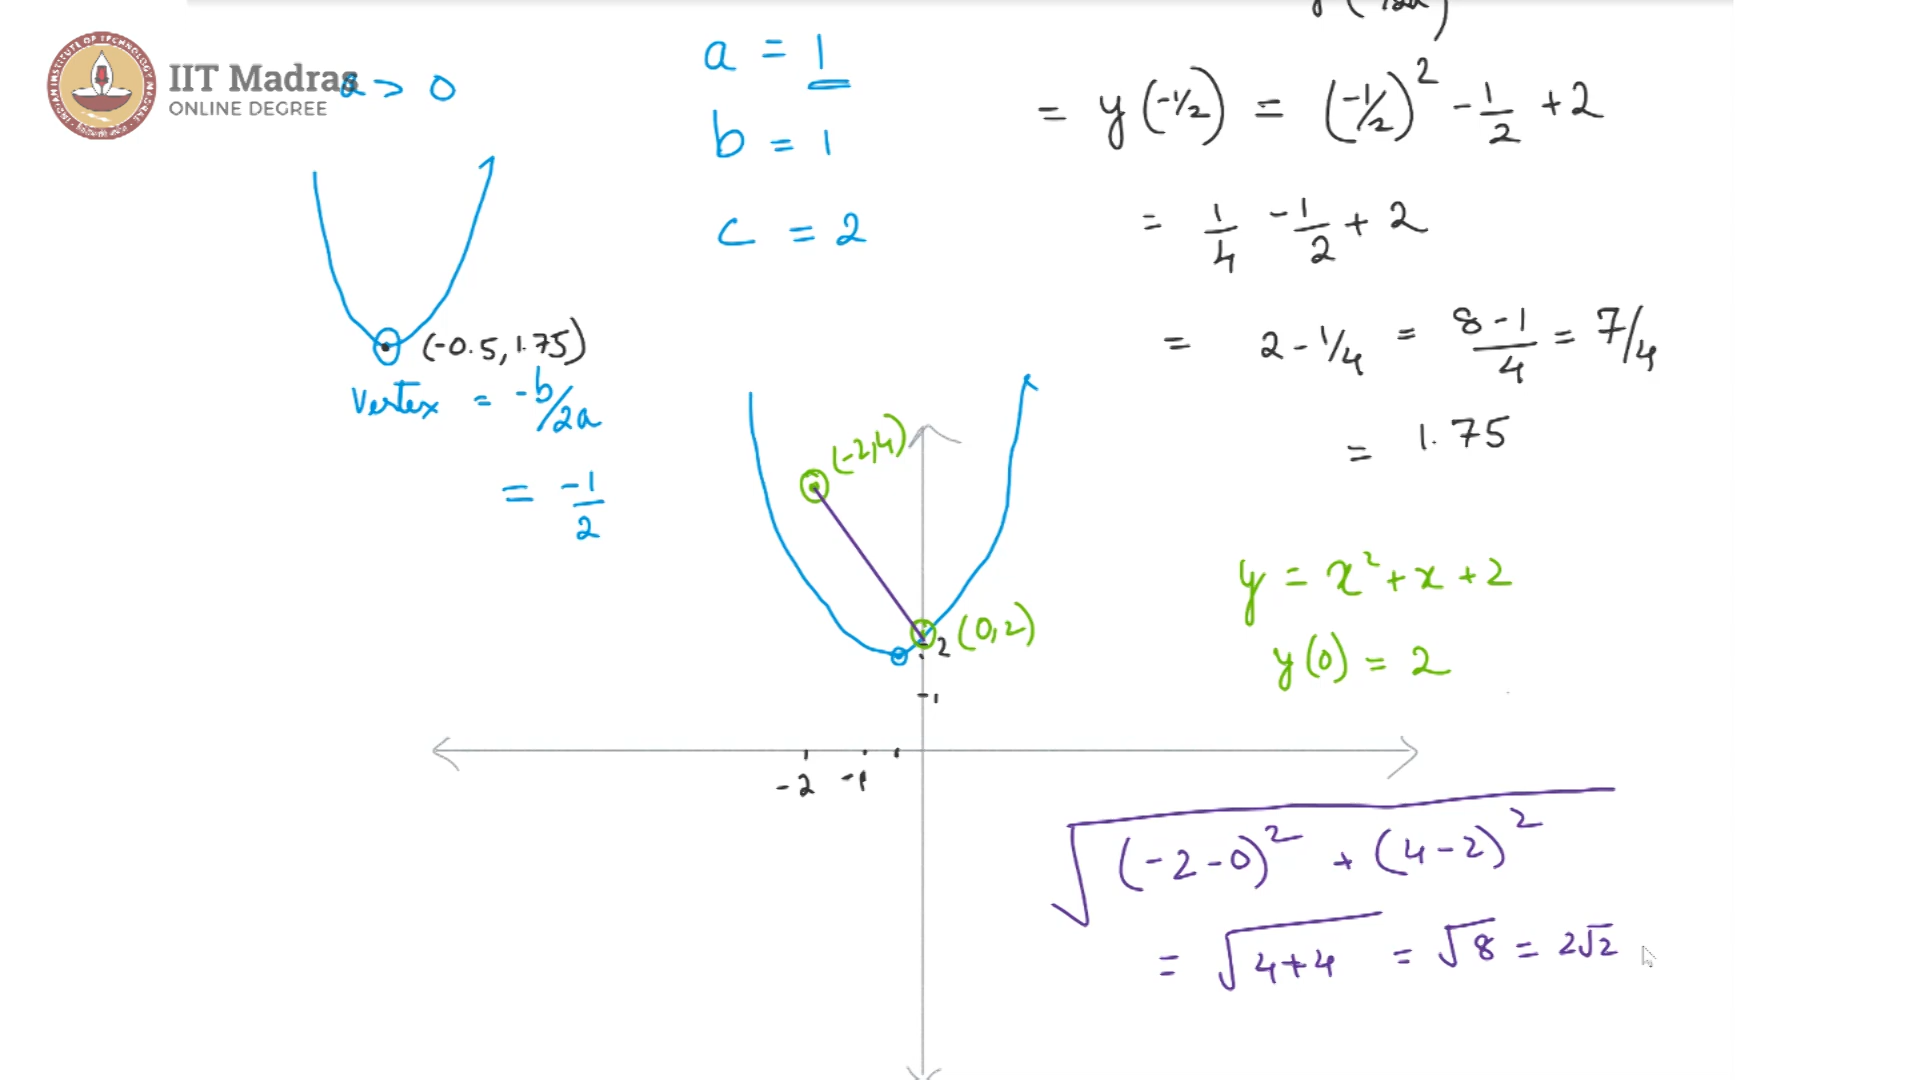 IIT Madras
ONLINE DEGREE
a > 0
a = 1
b = 1
c = 2
= y(-1/2) = (-1/2)² - 1/2 + 2
= 1/4 - 1/2 + 2
= 2 - 1/4 = (8-1)/4 = 7/4
= 1.75
(-0.5, 1.75)
Vertex = -b/2a
= -1/2
(-2,4)
(0,2)
2
-1
-2 -1
y = x² + x + 2
y(0) = 2
√((-2-0)² + (4-2)²)
= √(4+4) = √8 = 2√2